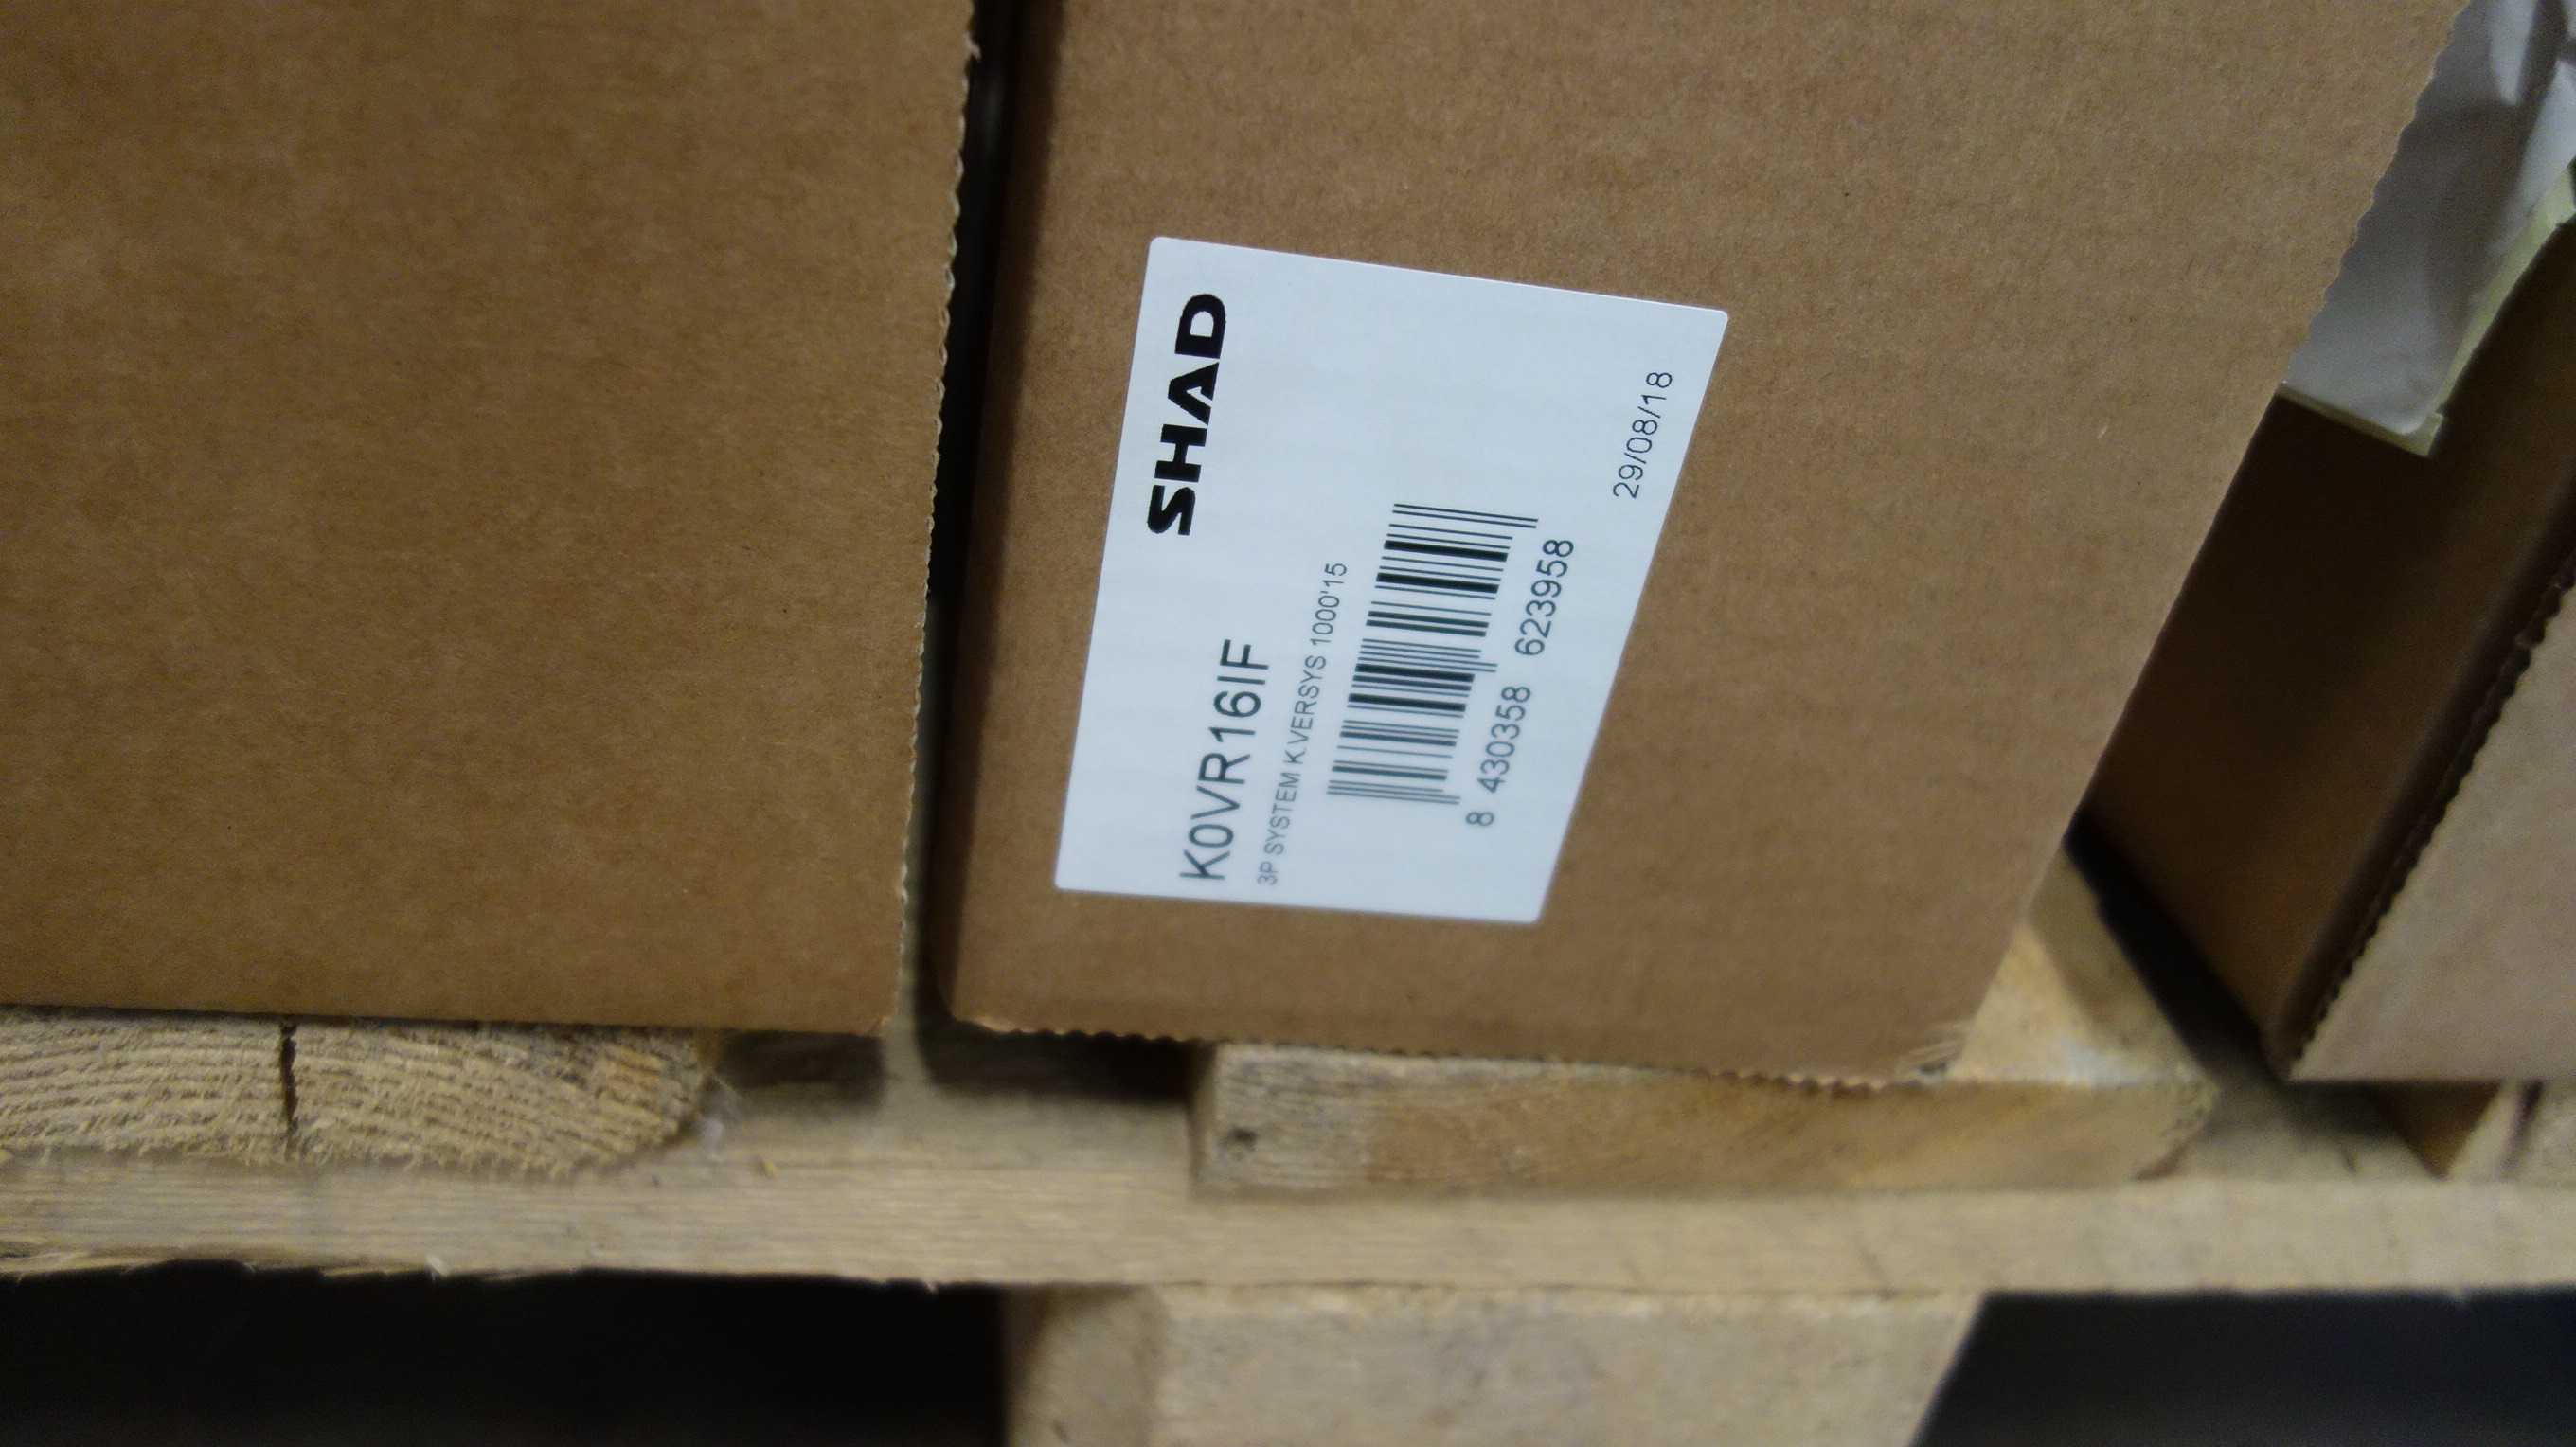 SHAD
K0VR16IF
3P SYSTEM K.VERSYS 1000'15
8 430358 623958
29/08/18